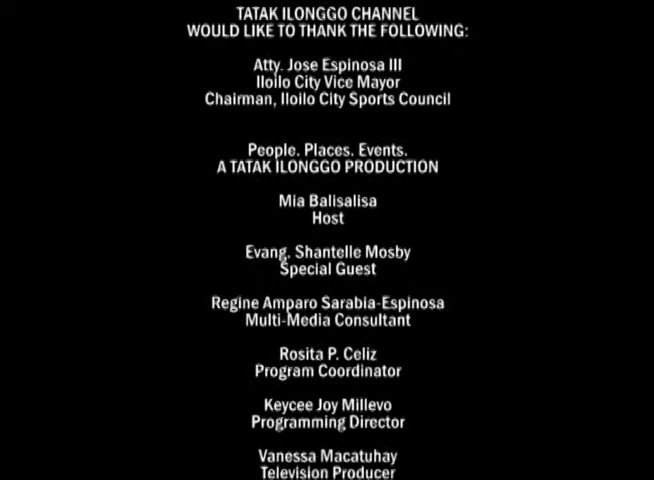 TATAK ILONGGO CHANNEL
WOULD LIKE TO THANK THE FOLLOWING:
Atty. Jose Espinosa III
Iloilo City Vice Mayor
Chairman, Iloilo City Sports Council
People. Places. Events.
A TATAK ILONGGO PRODUCTION
Mia Balisalisa
Host
Evang. Shantelle Mosby
Special Guest
Regine Amparo Sarabia-Espinosa
Multi-Media Consultant
Rosita P. Celiz
Program Coordinator
Keycee Joy Millevo
Programming Director
Vanessa Macatuhay
Television Producer